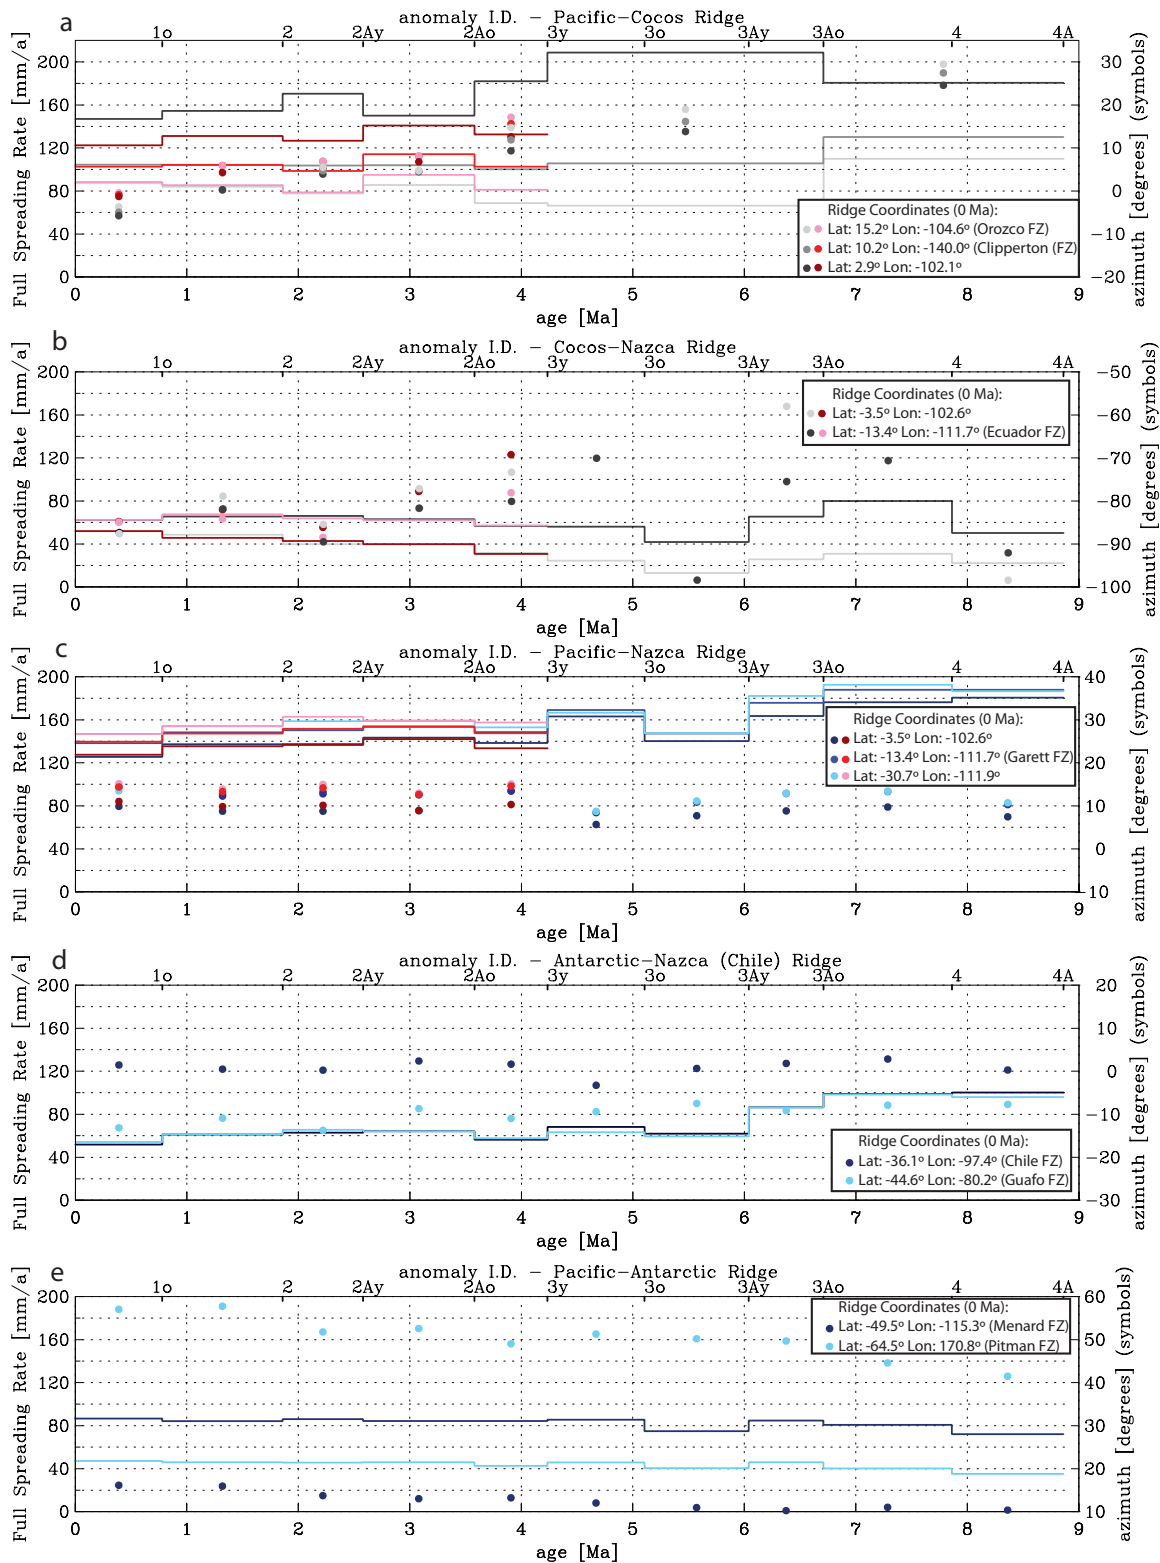 a
anomaly I.D. – Pacific–Cocos Ridge
1o 2 2Ay 2Ao 3y 3o 3Ay 3Ao 4 4A
Full Spreading Rate [mm/a]
200
160
120
80
40
0
30
20
10
0
−10
−20
azimuth [degrees] (symbols)
Ridge Coordinates (0 Ma):
Lat: 15.2º Lon: -104.6º (Orozco FZ)
Lat: 10.2º Lon: -140.0º (Clipperton (FZ)
Lat: 2.9º Lon: -102.1º
0 1 2 3 4 5 6 7 8 9
age [Ma]
b
anomaly I.D. – Cocos–Nazca Ridge
1o 2 2Ay 2Ao 3y 3o 3Ay 3Ao 4 4A
Full Spreading Rate [mm/a]
200
160
120
80
40
0
−50
−60
−70
−80
−90
−100
azimuth [degrees] (symbols)
Ridge Coordinates (0 Ma):
Lat: -3.5º Lon: -102.6º
Lat: -13.4º Lon: -111.7º (Ecuador FZ)
0 1 2 3 4 5 6 7 8 9
age [Ma]
c
anomaly I.D. – Pacific–Nazca Ridge
1o 2 2Ay 2Ao 3y 3o 3Ay 3Ao 4 4A
Full Spreading Rate [mm/a]
200
160
120
80
40
0
40
30
20
10
0
10
azimuth [degrees] (symbols)
Ridge Coordinates (0 Ma):
Lat: -3.5º Lon: -102.6º
Lat: -13.4º Lon: -111.7º (Garett FZ)
Lat: -30.7º Lon: -111.9º
0 1 2 3 4 5 6 7 8 9
age [Ma]
d
anomaly I.D. – Antarctic–Nazca (Chile) Ridge
1o 2 2Ay 2Ao 3y 3o 3Ay 3Ao 4 4A
Full Spreading Rate [mm/a]
200
160
120
80
40
0
20
10
0
−10
−20
−30
azimuth [degrees] (symbols)
Ridge Coordinates (0 Ma):
Lat: -36.1º Lon: -97.4º (Chile FZ)
Lat: -44.6º Lon: -80.2º (Guafo FZ)
0 1 2 3 4 5 6 7 8 9
age [Ma]
e
anomaly I.D. – Pacific–Antarctic Ridge
1o 2 2Ay 2Ao 3y 3o 3Ay 3Ao 4 4A
Full Spreading Rate [mm/a]
200
160
120
80
40
0
60
50
40
30
20
10
azimuth [degrees] (symbols)
Ridge Coordinates (0 Ma):
Lat: -49.5º Lon: -115.3º (Menard FZ)
Lat: -64.5º Lon: 170.8º (Pitman FZ)
0 1 2 3 4 5 6 7 8 9
age [Ma]